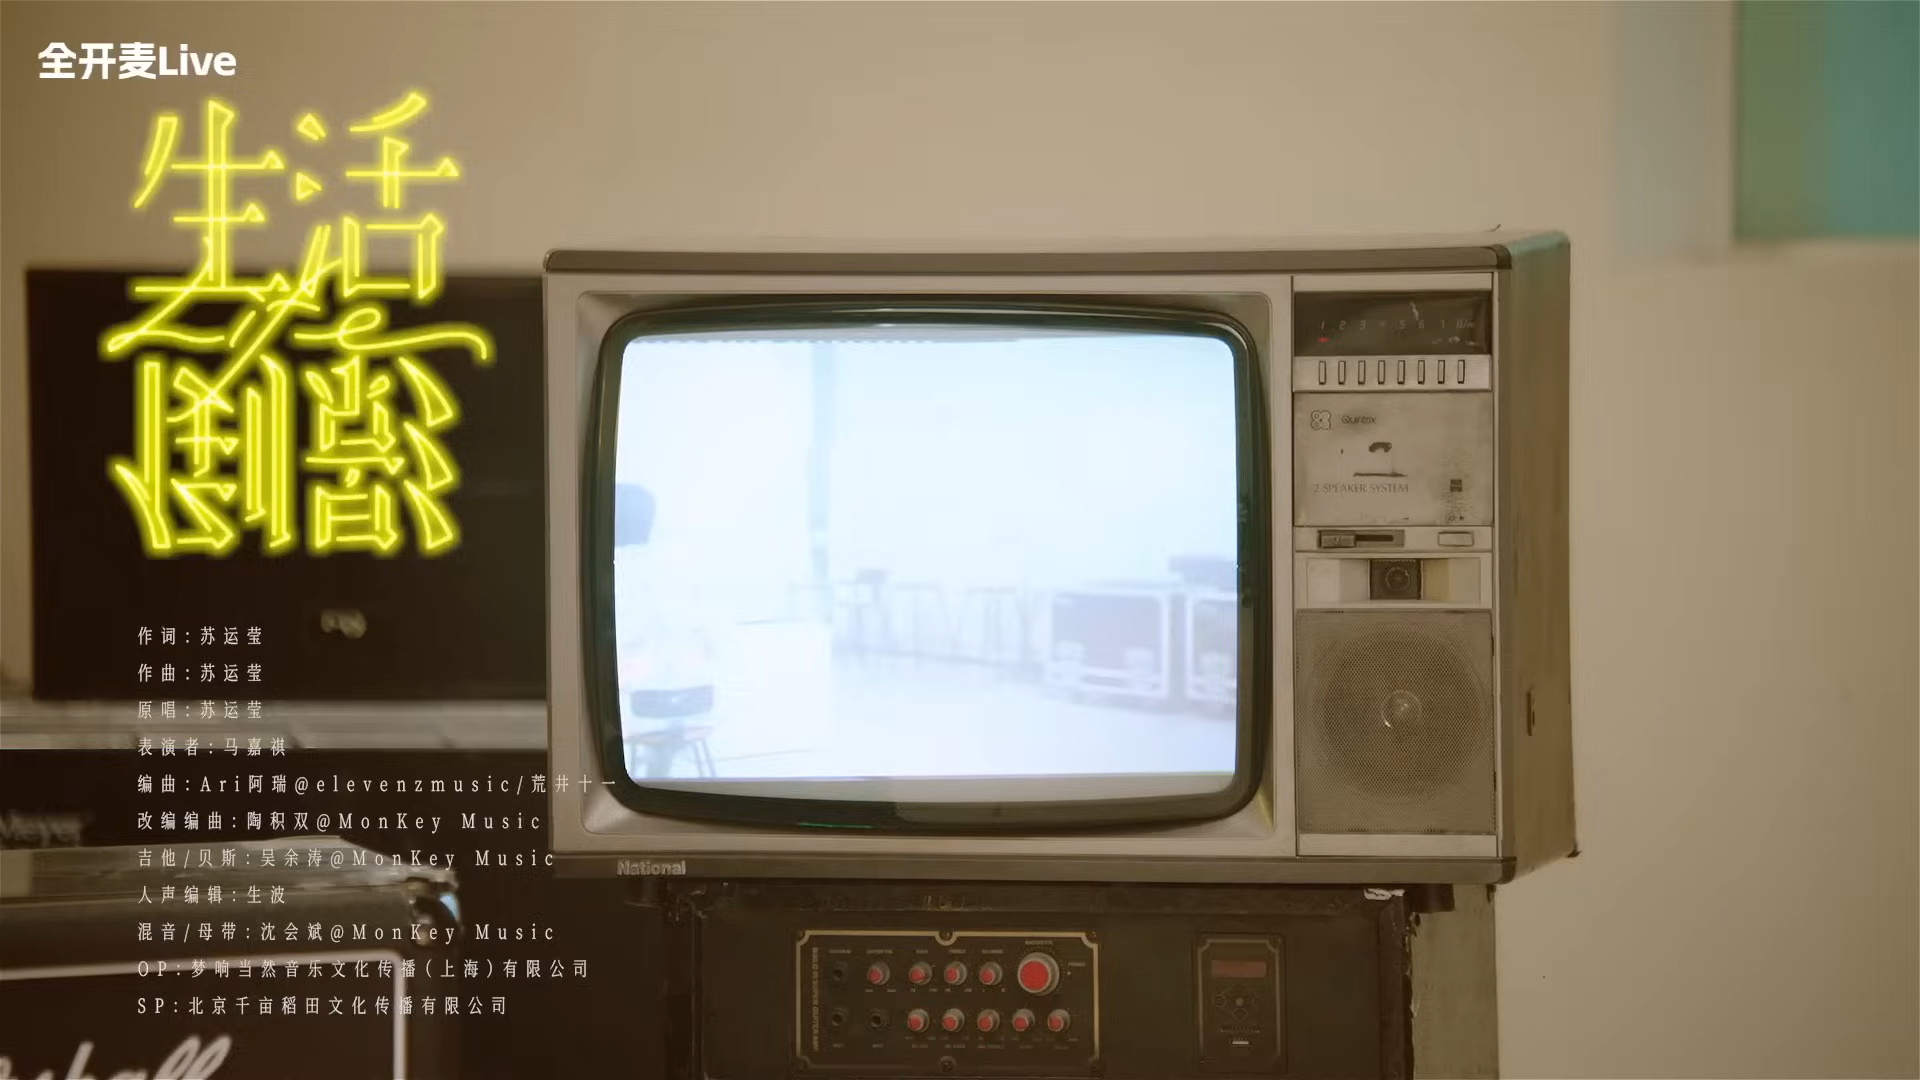 全开麦Live
生活
倒影
作词:苏运莹
作曲:苏运莹
原唱:苏运莹
表演者:马嘉祺
编曲:Ari阿瑞@elevenzmusic/荒井十一
改编编曲:陶积双@MonKey Music
吉他/贝斯:吴余涛@MonKey Music
人声编辑:生波
混音/母带:沈会斌@MonKey Music
OP:梦响当然音乐文化传播(上海)有限公司
SP:北京千亩稻田文化传播有限公司
Quintrix
2 SPEAKER SYSTEM
National
Meyer